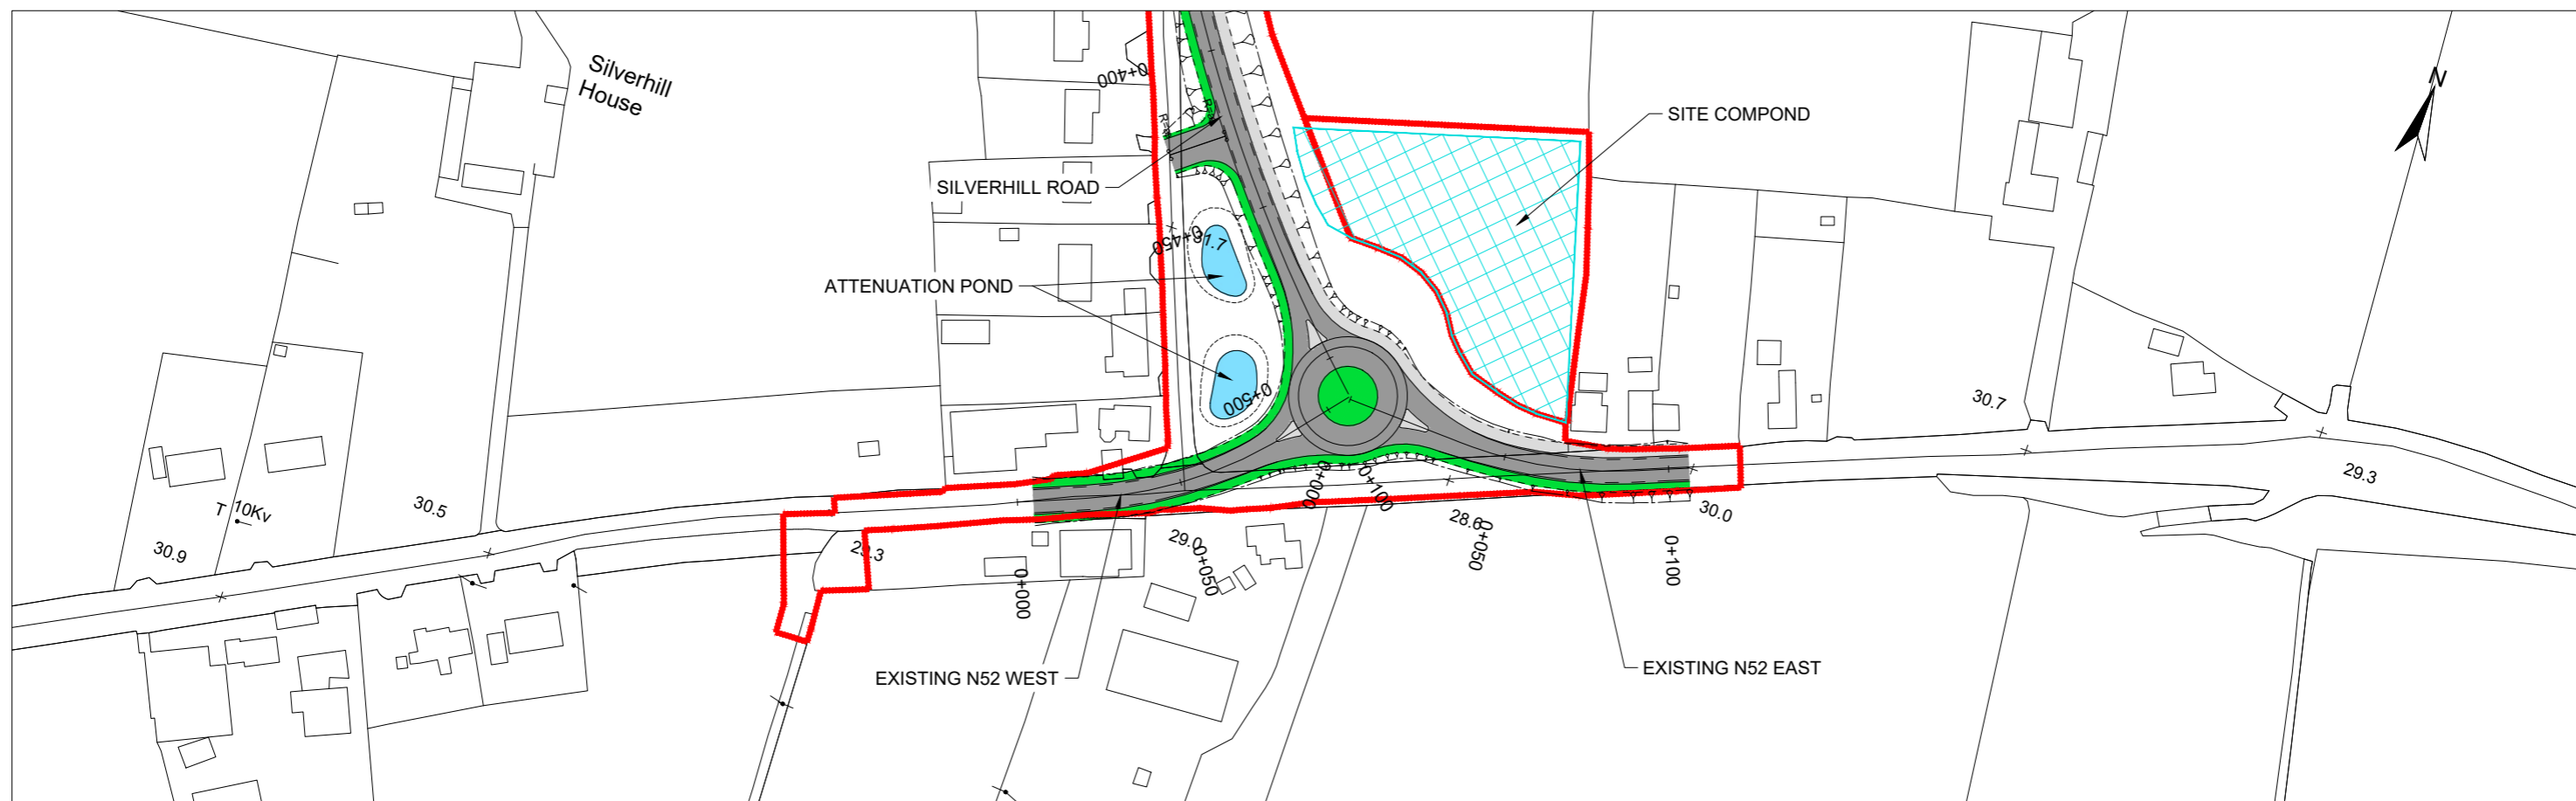 Silverhill
House
0+400
N
SITE COMPOND
SILVERHILL ROAD
0+450
61.7
ATTENUATION POND
0+500
30.7
29.3
30.5
T 10Kv
30.9
0+000
0+100
28.6
30.0
29.0
0+050
0+050
0+100
0+000
EXISTING N52 WEST
EXISTING N52 EAST